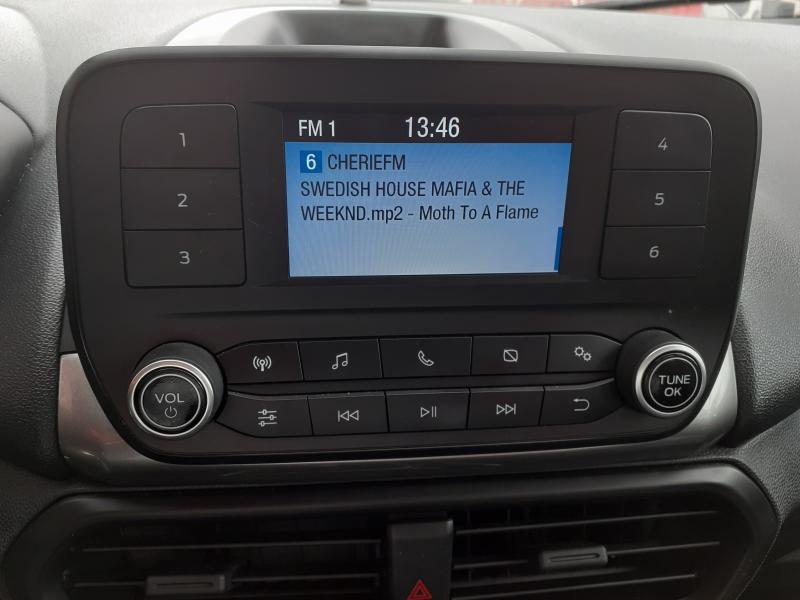 FM 1 13:46
6 CHERIEFM
SWEDISH HOUSE MAFIA & THE
WEEKND.mp2 - Moth To A Flame
1
2
3
4
5
6
VOL
TUNE
OK